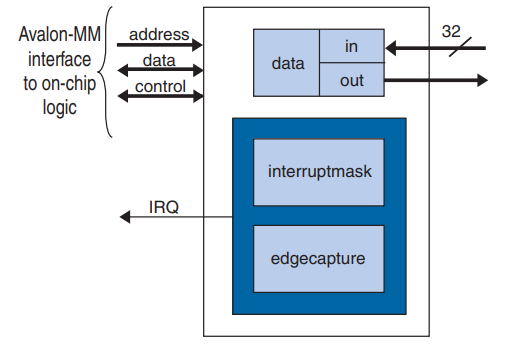 Avalon-MM
interface
to on-chip
logic
address
data
control
data
in
out
32
interruptmask
IRQ
edgecapture